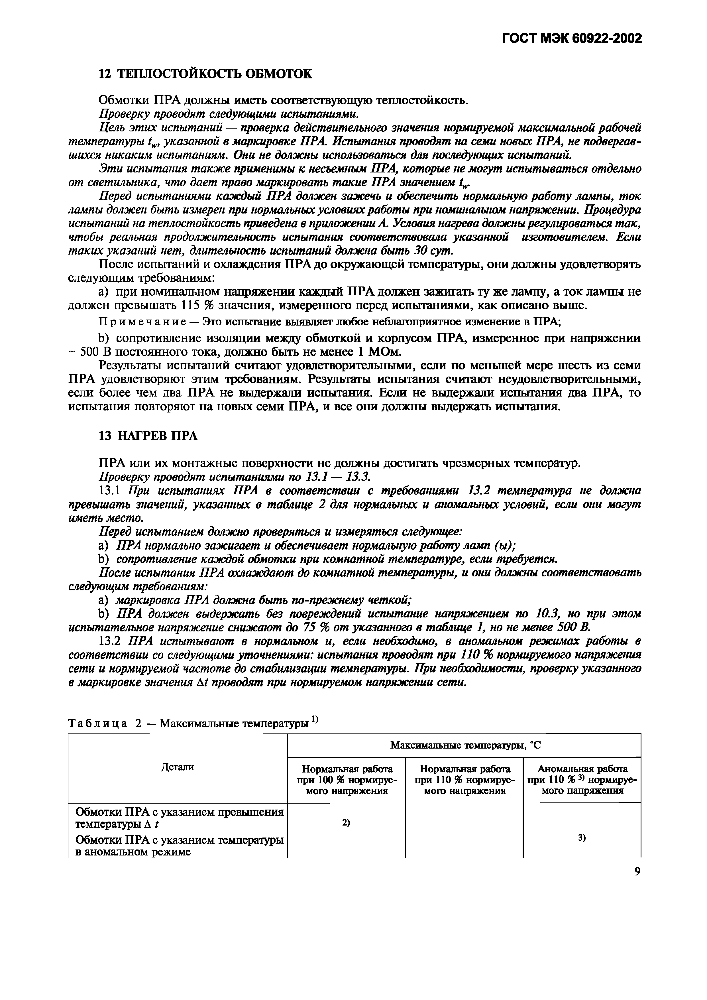 ГОСТ МЭК 60922-2002
12 ТЕПЛОСТОЙКОСТЬ ОБМОТОК
Обмотки ПРА должны иметь соответствующую теплостойкость.
Проверку проводят следующими испытаниями.
Цель этих испытаний — проверка действительного значения нормируемой максимальной рабочей
температуры t_w, указанной в маркировке ПРА. Испытания проводят на семи новых ПРА, не подвергав-
шихся никаким испытаниям. Они не должны использоваться для последующих испытаний.
Эти испытания также применимы к несъемным ПРА, которые не могут испытываться отдельно
от светильника, что дает право маркировать такие ПРА значением t_w.
Перед испытаниями каждый ПРА должен зажечь и обеспечить нормальную работу лампы, ток
лампы должен быть измерен при нормальных условиях работы при номинальном напряжении. Процедура
испытаний на теплостойкость приведена в приложении А. Условия нагрева должны регулироваться так,
чтобы реальная продолжительность испытания соответствовала указанной изготовителем. Если
таких указаний нет, длительность испытаний должна быть 30 сут.
После испытаний и охлаждения ПРА до окружающей температуры, они должны удовлетворять
следующим требованиям:
a) при номинальном напряжении каждый ПРА должен зажигать ту же лампу, а ток лампы не
должен превышать 115 % значения, измеренного перед испытаниями, как описано выше.
Примечание — Это испытание выявляет любое неблагоприятное изменение в ПРА;
b) сопротивление изоляции между обмоткой и корпусом ПРА, измеренное при напряжении
~ 500 В постоянного тока, должно быть не менее 1 МОм.
Результаты испытаний считают удовлетворительными, если по меньшей мере шесть из семи
ПРА удовлетворяют этим требованиям. Результаты испытания считают неудовлетворительными,
если более чем два ПРА не выдержали испытания. Если не выдержали испытания два ПРА, то
испытания повторяют на новых семи ПРА, и все они должны выдержать испытания.
13 НАГРЕВ ПРА
ПРА или их монтажные поверхности не должны достигать чрезмерных температур.
Проверку проводят испытаниями по 13.1 — 13.3.
13.1 При испытаниях ПРА в соответствии с требованиями 13.2 температура не должна
превышать значений, указанных в таблице 2 для нормальных и аномальных условий, если они могут
иметь место.
Перед испытанием должно проверяться и измеряться следующее:
a) ПРА нормально зажигает и обеспечивает нормальную работу ламп (ы);
b) сопротивление каждой обмотки при комнатной температуре, если требуется.
После испытания ПРА охлаждают до комнатной температуры, и они должны соответствовать
следующим требованиям:
a) маркировка ПРА должна быть по-прежнему четкой;
b) ПРА должен выдержать без повреждений испытание напряжением по 10.3, но при этом
испытательное напряжение снижают до 75 % от указанного в таблице 1, но не менее 500 В.
13.2 ПРА испытывают в нормальном и, если необходимо, в аномальном режимах работы в
соответствии со следующими уточнениями: испытания проводят при 110 % нормируемого напряжения
сети и нормируемой частоте до стабилизации температуры. При необходимости, проверку указанного
в маркировке значения Δt проводят при нормируемом напряжении сети.
Таблица 2 — Максимальные температуры 1)
Детали
Максимальные температуры, °С
Нормальная работа
при 100 % нормируе-
мого напряжения
Нормальная работа
при 110 % нормируе-
мого напряжения
Аномальная работа
при 110 % 3) нормируе-
мого напряжения
Обмотки ПРА с указанием превышения
температуры Δ t
2)
Обмотки ПРА с указанием температуры
в аномальном режиме
3)
9